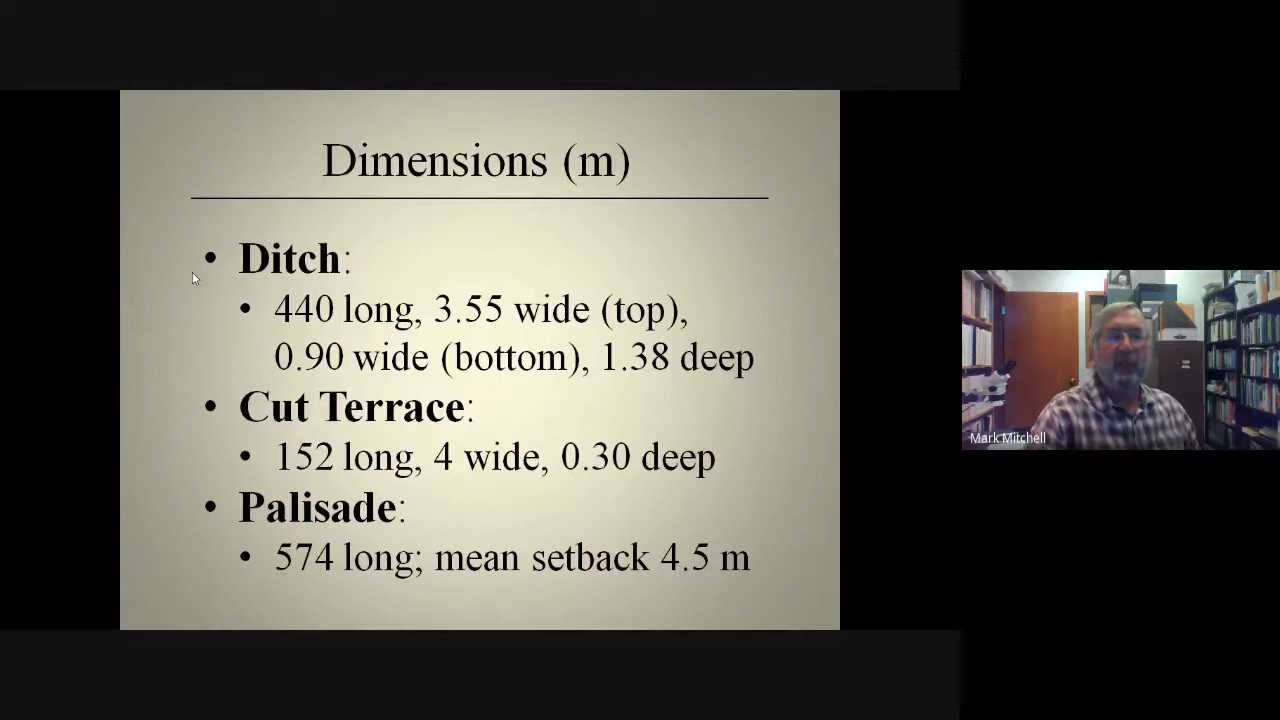 Dimensions (m)
• Ditch:
• 440 long, 3.55 wide (top),
0.90 wide (bottom), 1.38 deep
• Cut Terrace:
• 152 long, 4 wide, 0.30 deep
• Palisade:
• 574 long; mean setback 4.5 m
Mark Mitchell